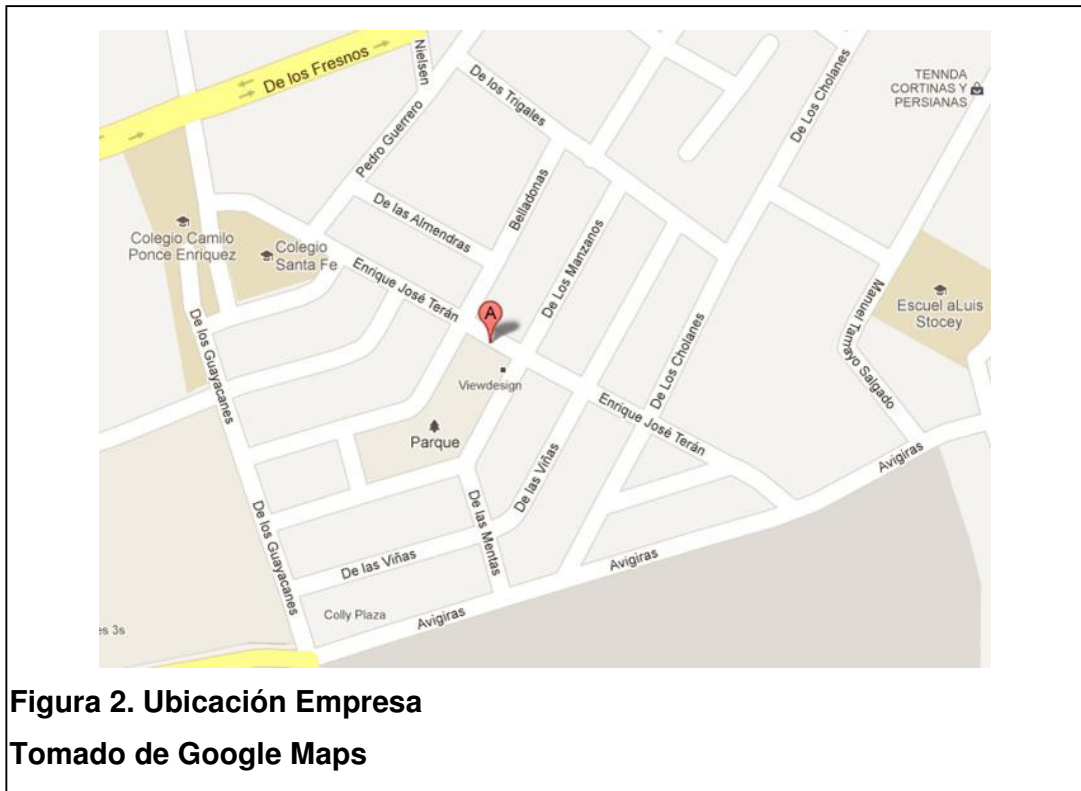 De los Fresnos
Nielsen
De los Trigales
De Los Cholanes
TENNDA
CORTINAS Y
PERSIANAS
Pedro Guerrero
Belladonas
De las Almendras
De Los Manzanos
Colegio Camilo
Ponce Enriquez
Colegio
Santa Fe
Enrique José Terán
A
Escuel aLuis
Stocey
Manuel Tamayo Salgado
De los Guayacanes
De Los Cholanes
Viewdesign
Enrique José Terán
Parque
Avigiras
De las Viñas
De las Mentas
De los Guayacanes
De las Viñas
Avigiras
Colly Plaza
Avigiras
es 3s
Figura 2. Ubicación Empresa
Tomado de Google Maps